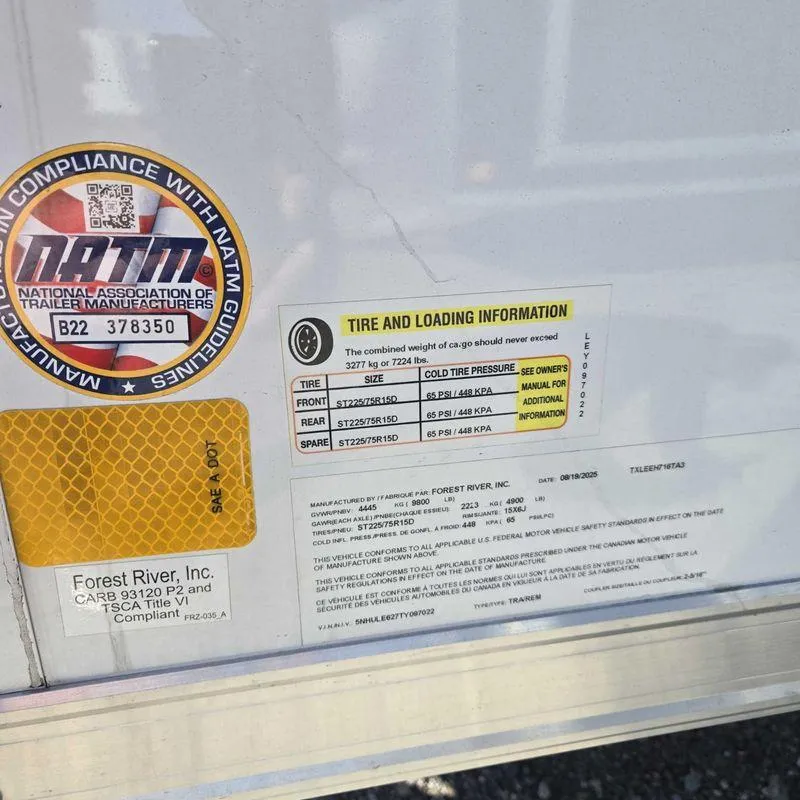 MANUFACTURED IN COMPLIANCE WITH NATM GUIDELINES
NATM©
NATIONAL ASSOCIATION OF
TRAILER MANUFACTURERS
B22 378350
SAE A DOT
Forest River, Inc.
CARB 93120 P2 and
TSCA Title VI
Compliant FRZ-035_A
TIRE AND LOADING INFORMATION
The combined weight of cargo should never exceed
3277 kg or 7224 lbs.
TIRE SIZE COLD TIRE PRESSURE SEE OWNER'S
FRONT ST225/75R15D 65 PSI / 448 KPA MANUAL FOR
REAR ST225/75R15D 65 PSI / 448 KPA ADDITIONAL
SPARE ST225/75R15D 65 PSI / 448 KPA INFORMATION
LEY097022
MANUFACTURED BY / FABRIQUE PAR: FOREST RIVER, INC. DATE: 08/19/2025 TXLEEH716TA3
GVWR/PNBV: 4445 KG ( 9800 LB)
GAWR(EACH AXLE)/PNBE(CHAQUE ESSIEU): 2223 KG ( 4900 LB)
TIRES/PNEU: ST225/75R15D RIMS/JANTE: 15X6J
COLD INFL. PRESS./PRESS. DE GONFL. À FROID: 448 KPA ( 65 PSI/LPC)
THIS VEHICLE CONFORMS TO ALL APPLICABLE U.S. FEDERAL MOTOR VEHICLE SAFETY STANDARDS IN EFFECT ON THE DATE
OF MANUFACTURE SHOWN ABOVE.
THIS VEHICLE CONFORMS TO ALL APPLICABLE STANDARDS PRESCRIBED UNDER THE CANADIAN MOTOR VEHICLE
SAFETY REGULATIONS IN EFFECT ON THE DATE OF MANUFACTURE.
CE VÉHICULE EST CONFORME À TOUTES LES NORMES QUI LUI SONT APPLICABLES EN VERTU DU RÈGLEMENT SUR LA
SÉCURITÉ DES VÉHICULES AUTOMOBILES DU CANADA EN VIGUEUR À LA DATE DE SA FABRICATION.
V.I.N./N.I.V.: 5NHULE627TY097022 TYPE/TYPE: TRA/REM COUPLER SIZE/TAILLE DU COUPLEUR: 2-5/16"